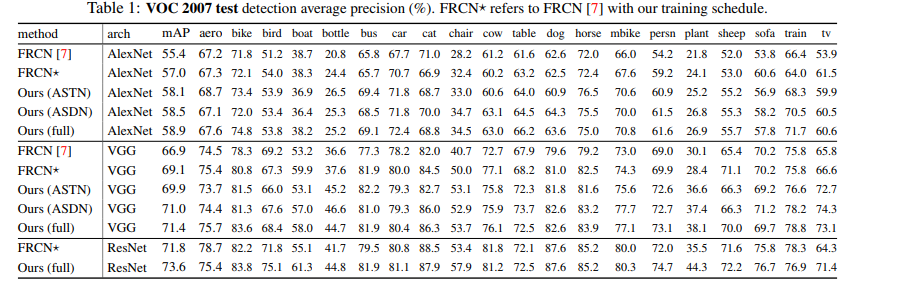 Table 1: VOC 2007 test detection average precision (%). FRCN⋆ refers to FRCN [7] with our training schedule.
method arch mAP aero bike bird boat bottle bus car cat chair cow table dog horse mbike persn plant sheep sofa train tv
FRCN [7] AlexNet 55.4 67.2 71.8 51.2 38.7 20.8 65.8 67.7 71.0 28.2 61.2 61.6 62.6 72.0 66.0 54.2 21.8 52.0 53.8 66.4 53.9
FRCN⋆ AlexNet 57.0 67.3 72.1 54.0 38.3 24.4 65.7 70.7 66.9 32.4 60.2 63.2 62.5 72.4 67.6 59.2 24.1 53.0 60.6 64.0 61.5
Ours (ASTN) AlexNet 58.1 68.7 73.4 53.9 36.9 26.5 69.4 71.8 68.7 33.0 60.6 64.0 60.9 76.5 70.6 60.9 25.2 55.2 56.9 68.3 59.9
Ours (ASDN) AlexNet 58.5 67.1 72.0 53.4 36.4 25.3 68.5 71.8 70.0 34.7 63.1 64.5 64.3 75.5 70.0 61.5 26.8 55.3 58.2 70.5 60.5
Ours (full) AlexNet 58.9 67.6 74.8 53.8 38.2 25.2 69.1 72.4 68.8 34.5 63.0 66.2 63.6 75.0 70.8 61.6 26.9 55.7 57.8 71.7 60.6
FRCN [7] VGG 66.9 74.5 78.3 69.2 53.2 36.6 77.3 78.2 82.0 40.7 72.7 67.9 79.6 79.2 73.0 69.0 30.1 65.4 70.2 75.8 65.8
FRCN⋆ VGG 69.1 75.4 80.8 67.3 59.9 37.6 81.9 80.0 84.5 50.0 77.1 68.2 81.0 82.5 74.3 69.9 28.4 71.1 70.2 75.8 66.6
Ours (ASTN) VGG 69.9 73.7 81.5 66.0 53.1 45.2 82.2 79.3 82.7 53.1 75.8 72.3 81.8 81.6 75.6 72.6 36.6 66.3 69.2 76.6 72.7
Ours (ASDN) VGG 71.0 74.4 81.3 67.6 57.0 46.6 81.0 79.3 86.0 52.9 75.9 73.7 82.6 83.2 77.7 72.7 37.4 66.3 71.2 78.2 74.3
Ours (full) VGG 71.4 75.7 83.6 68.4 58.0 44.7 81.9 80.4 86.3 53.7 76.1 72.5 82.6 83.9 77.1 73.1 38.1 70.0 69.7 78.8 73.1
FRCN⋆ ResNet 71.8 78.7 82.2 71.8 55.1 41.7 79.5 80.8 88.5 53.4 81.8 72.1 87.6 85.2 80.0 72.0 35.5 71.6 75.8 78.3 64.3
Ours (full) ResNet 73.6 75.4 83.8 75.1 61.3 44.8 81.9 81.1 87.9 57.9 81.2 72.5 87.6 85.2 80.3 74.7 44.3 72.2 76.7 76.9 71.4